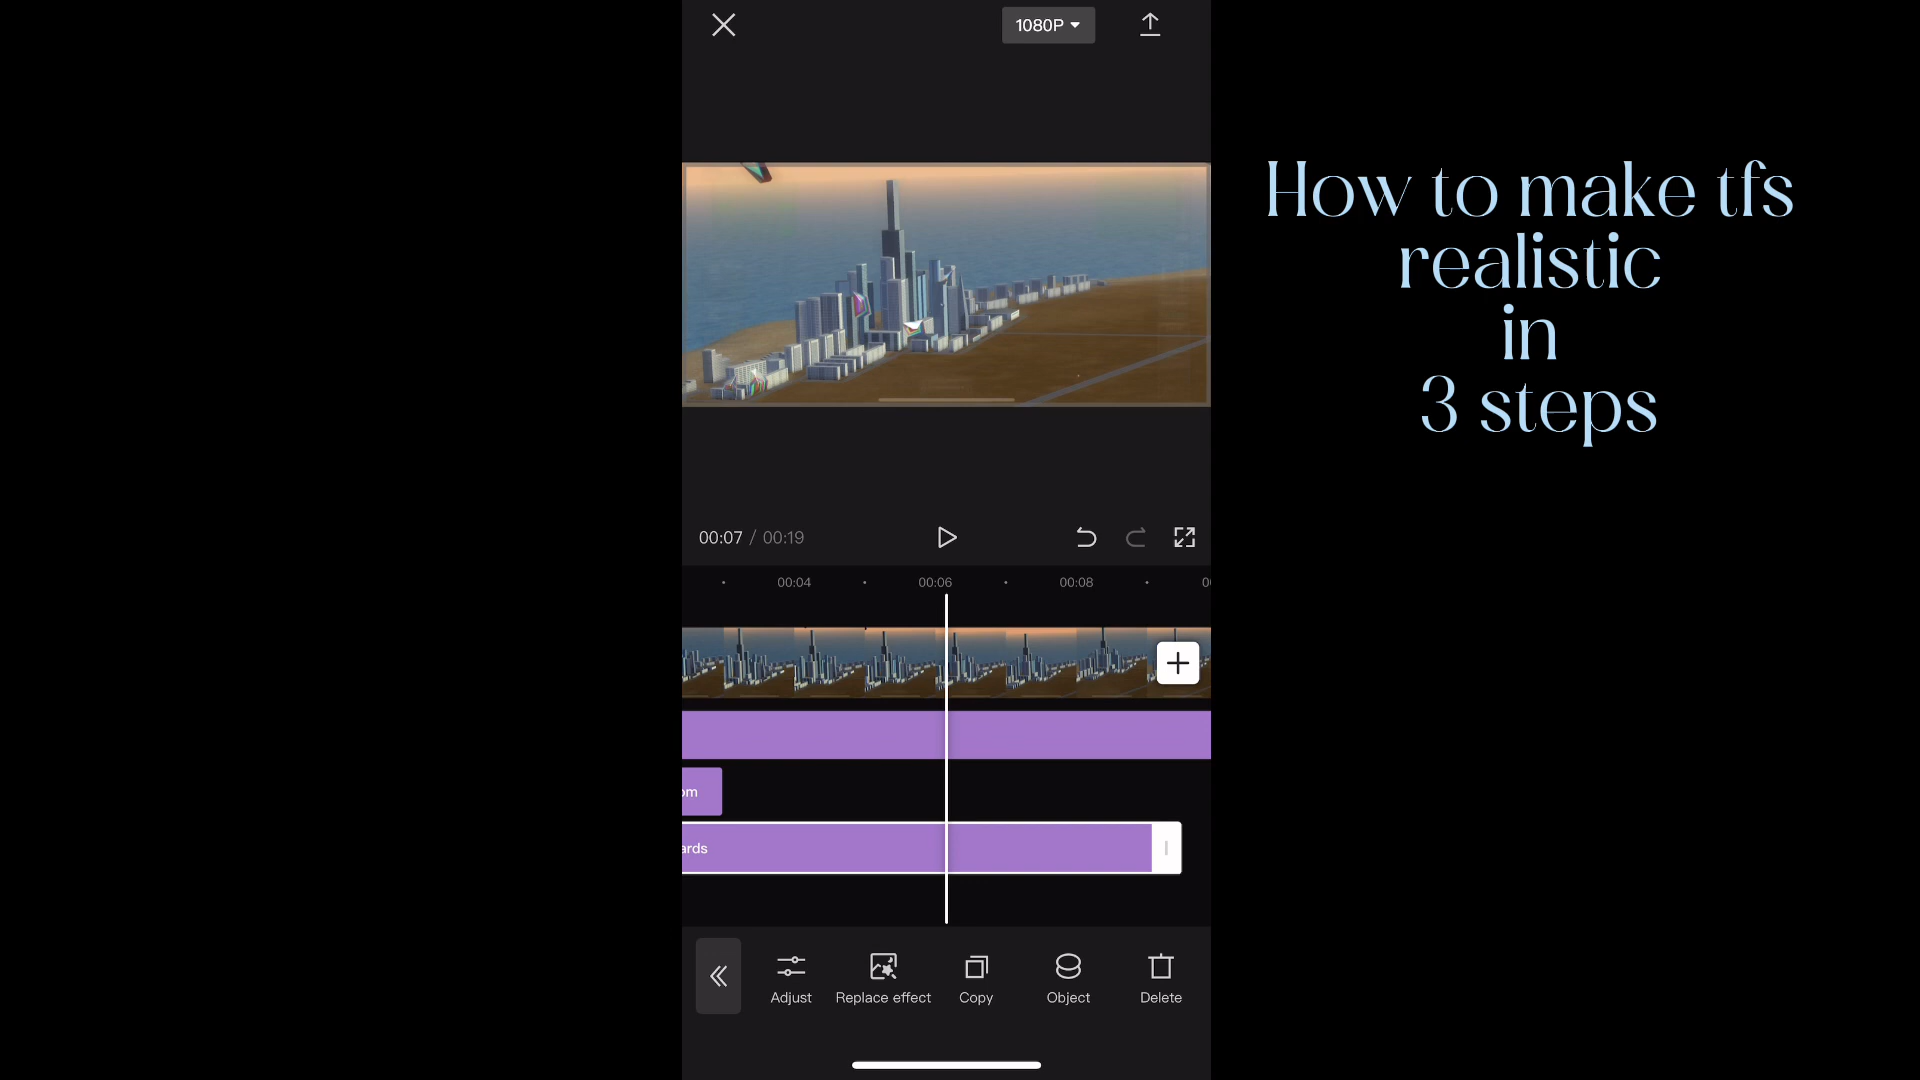 1080P
How to make tfs
realistic
in
3 steps
00:07 / 00:19
00:04
00:06
00:08
om
ards
Adjust
Replace effect
Copy
Object
Delete